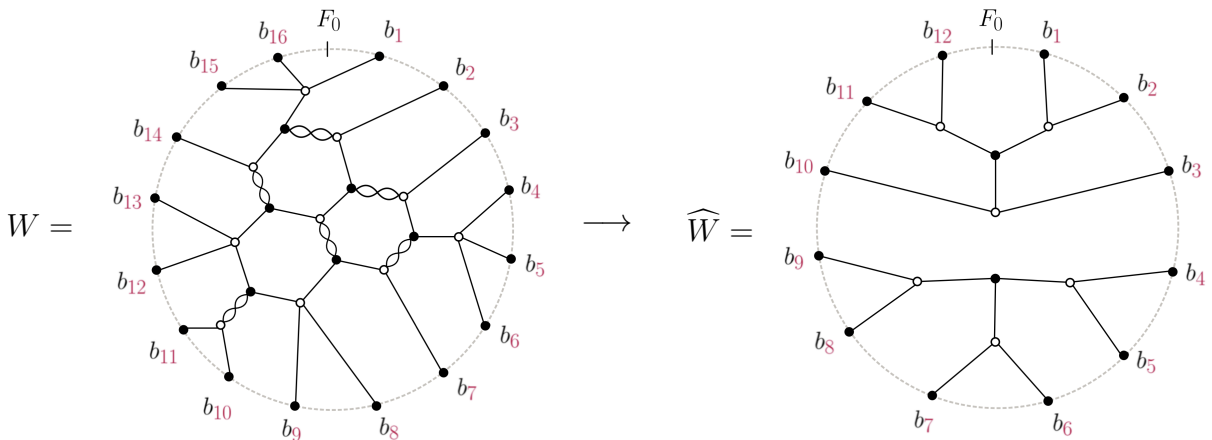 F₀ F₀
b₁₆ b₁ b₁₂ b₁
b₁₅ b₂ b₁₁ b₂
b₁₄ b₃ b₁₀ b₃
b₁₃ b₄
W = ⟶ Ŵ =
b₁₂ b₅ b₉ b₄
b₁₁ b₆ b₈ b₅
b₁₀ b₇ b₇ b₆
b₉ b₈